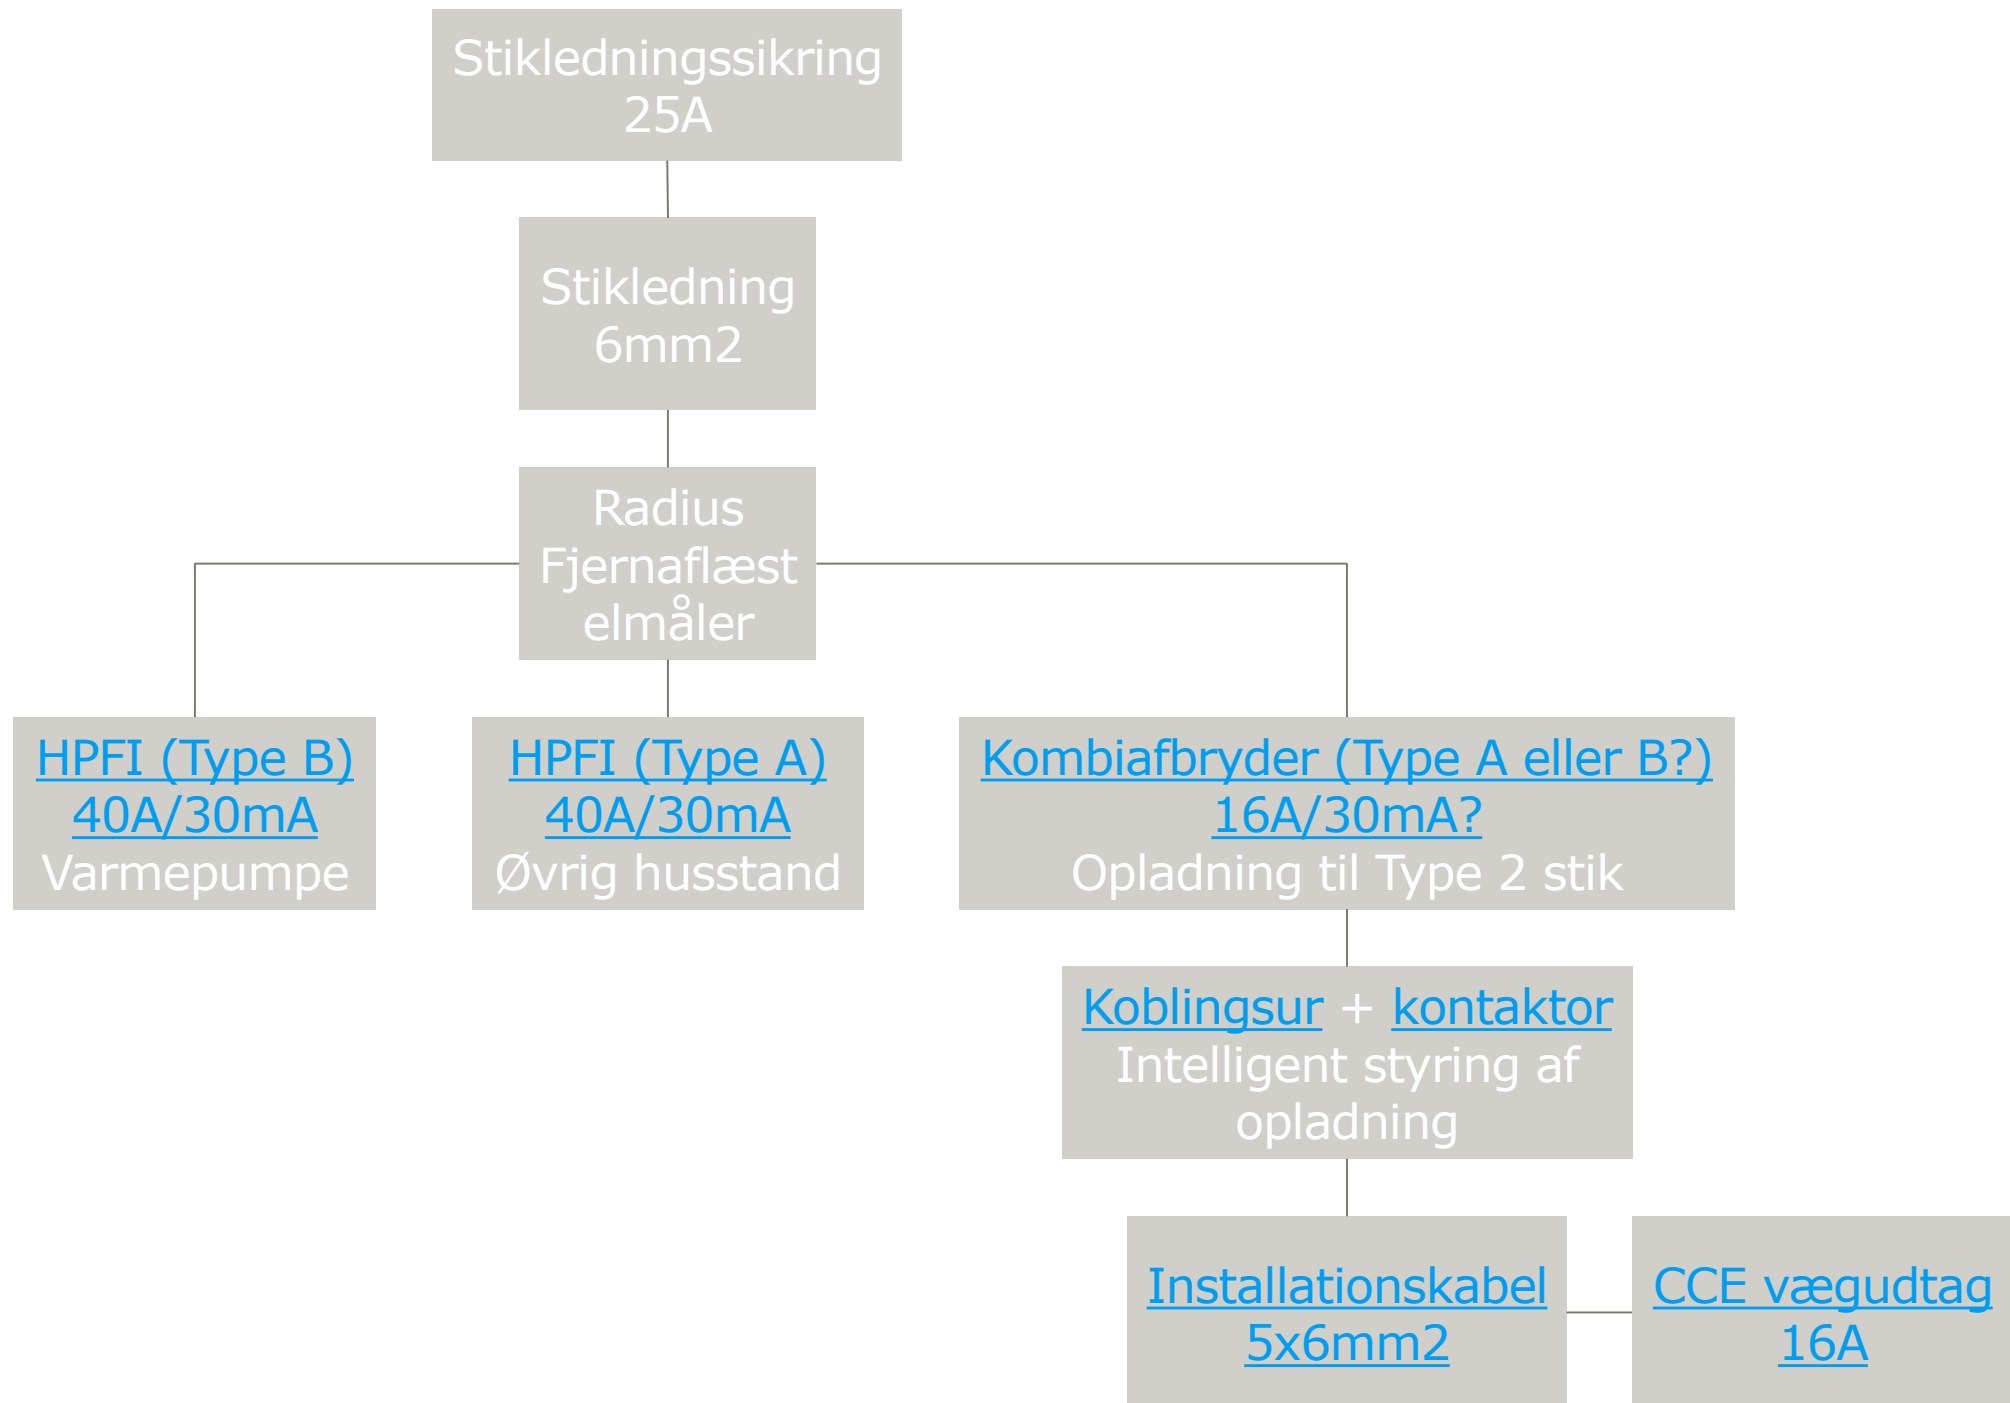 Stikledningssikring
25A
Stikledning
6mm2
Radius
Fjernaflæst
elmåler
HPFI (Type B)
40A/30mA
Varmepumpe
HPFI (Type A)
40A/30mA
Øvrig husstand
Kombiafbryder (Type A eller B?)
16A/30mA?
Opladning til Type 2 stik
Koblingsur + kontaktor
Intelligent styring af
opladning
Installationskabel
5x6mm2
CCE vægudtag
16A